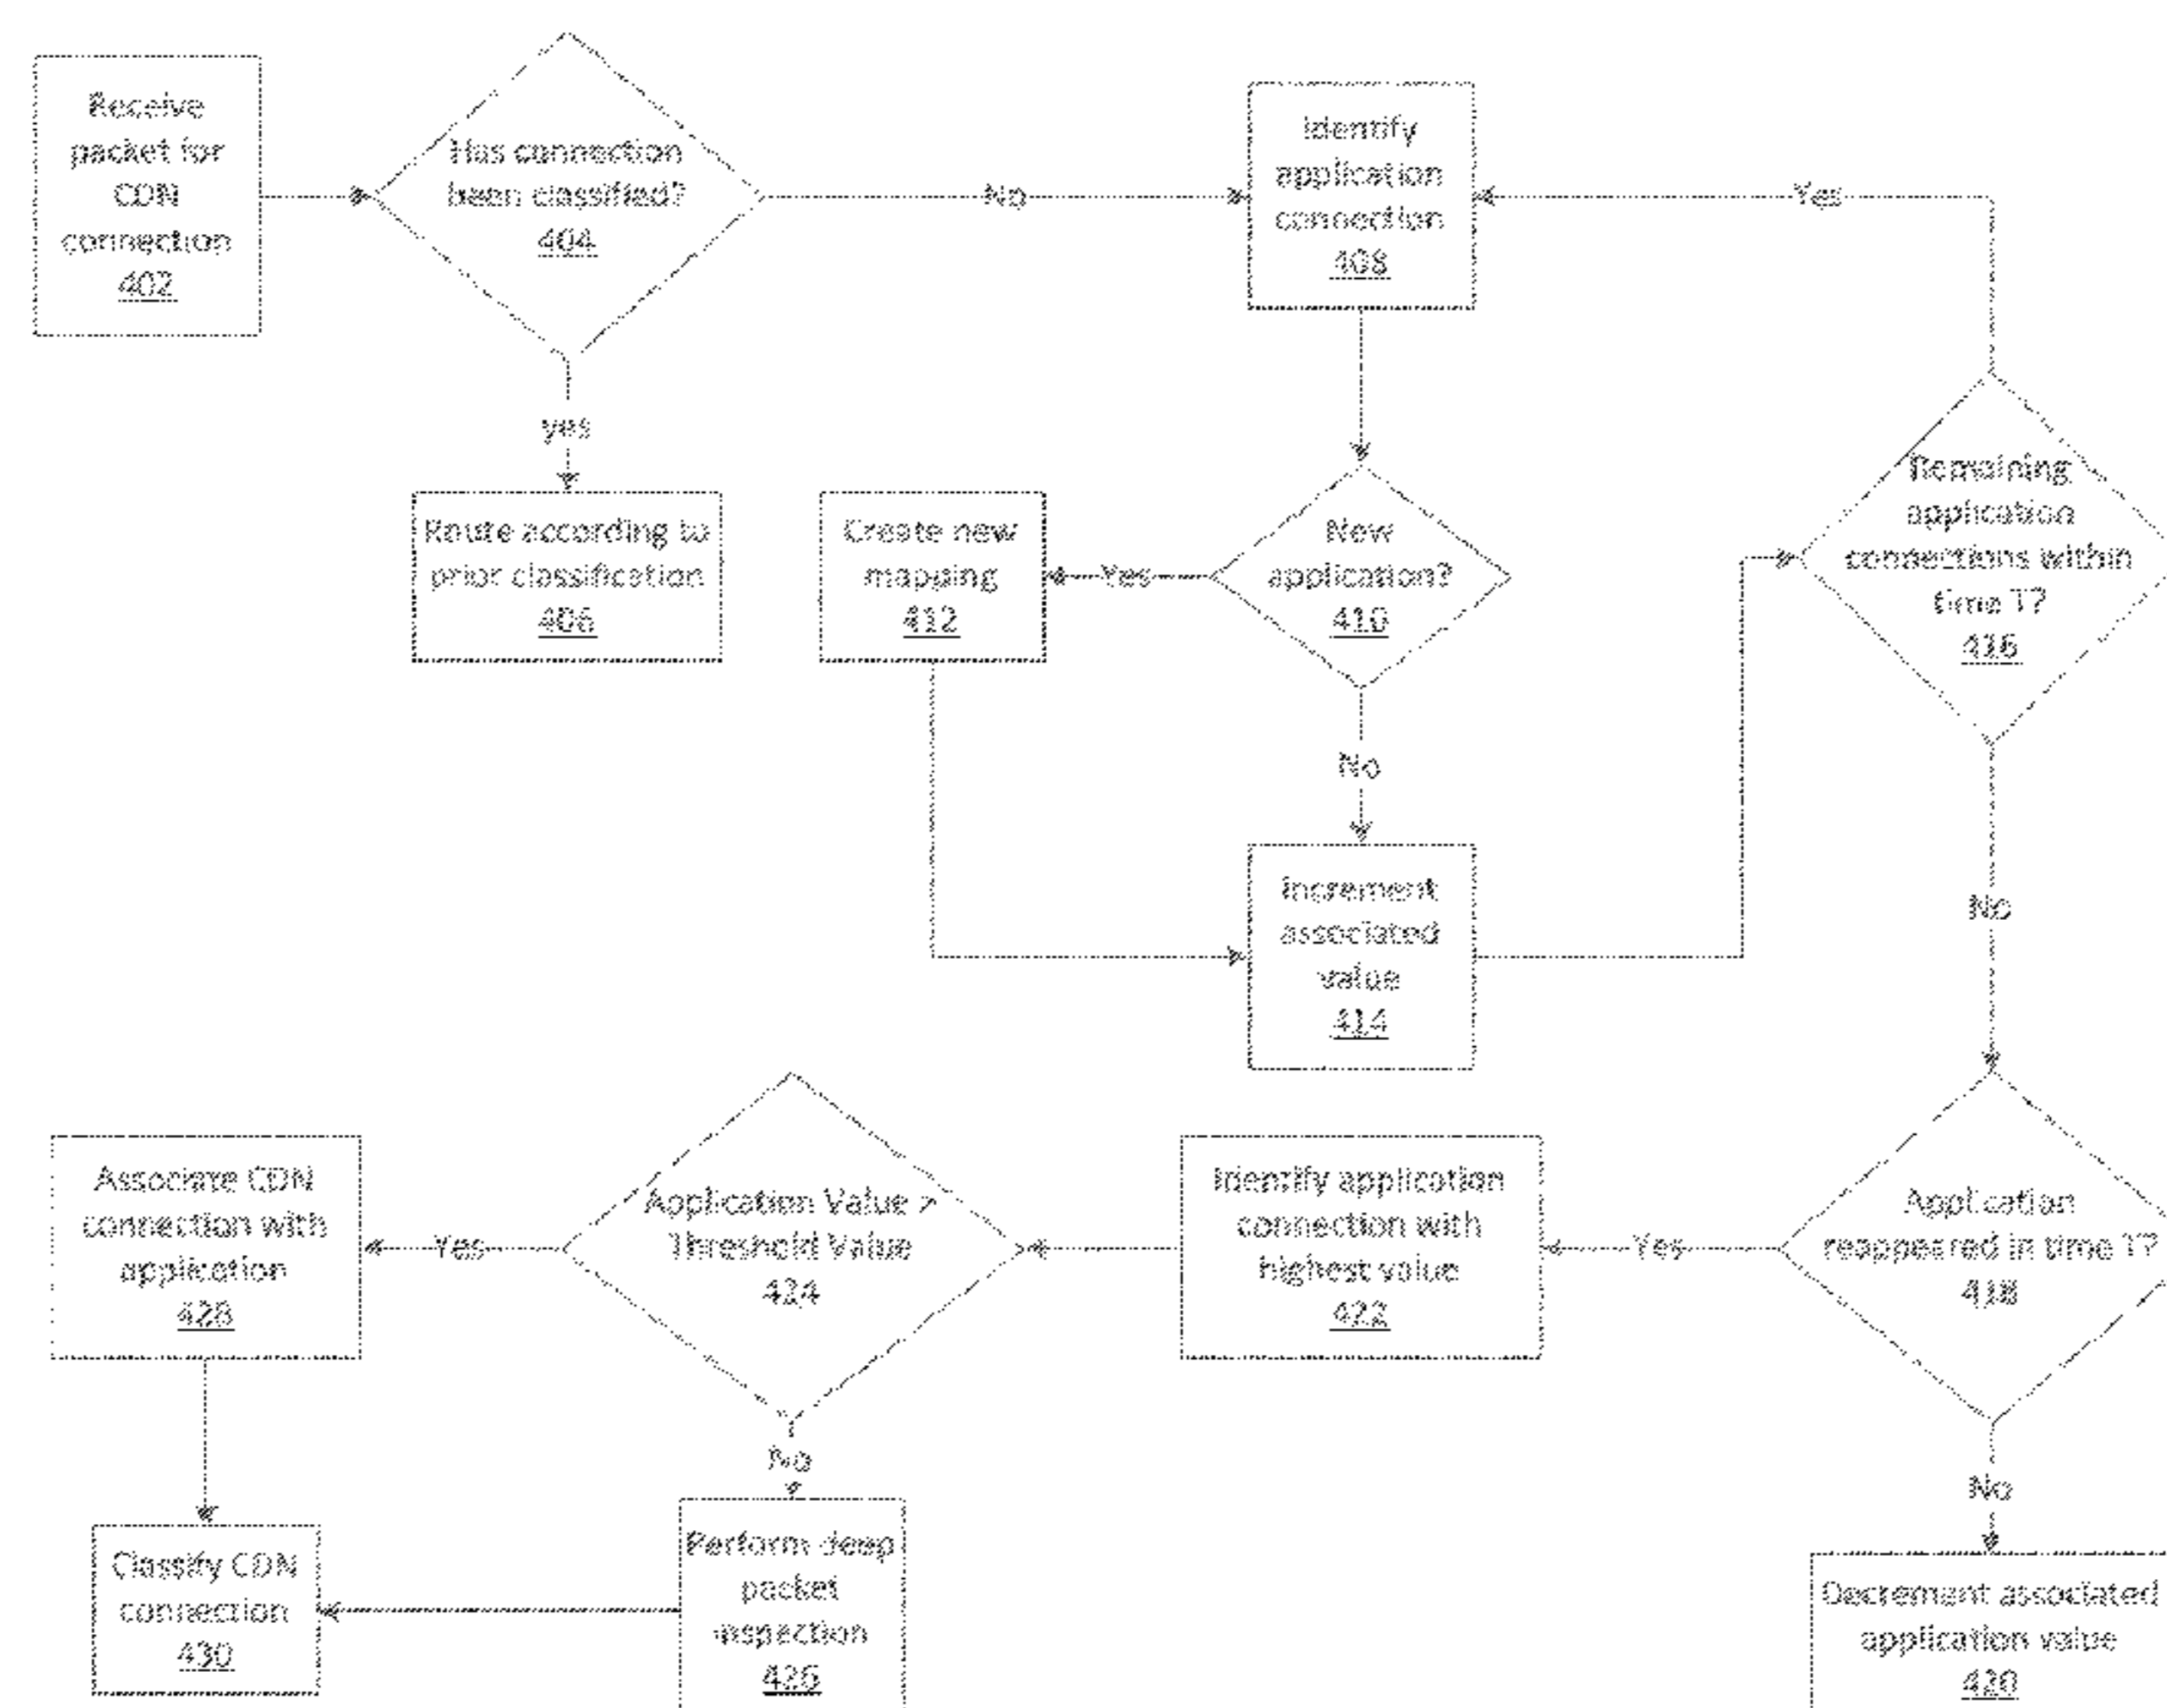 Receive
packet for
CDN
connection
402
Has connection
been classified?
404
No
Identify
application
connection
408
Yes
yes
Route according to
prior classification
406
Create new
mapping
412
Yes
New
application?
410
No
Remaining
application
connections within
time T?
416
Increment
associated
value
414
No
Associate CDN
connection with
application
428
Yes
Application Value >
Threshold Value
424
Identify application
connection with
highest value
422
Yes
Application
reappeared in time T?
418
No
No
Classify CDN
connection
430
Perform deep
packet
inspection
426
Decrement associated
application value
420